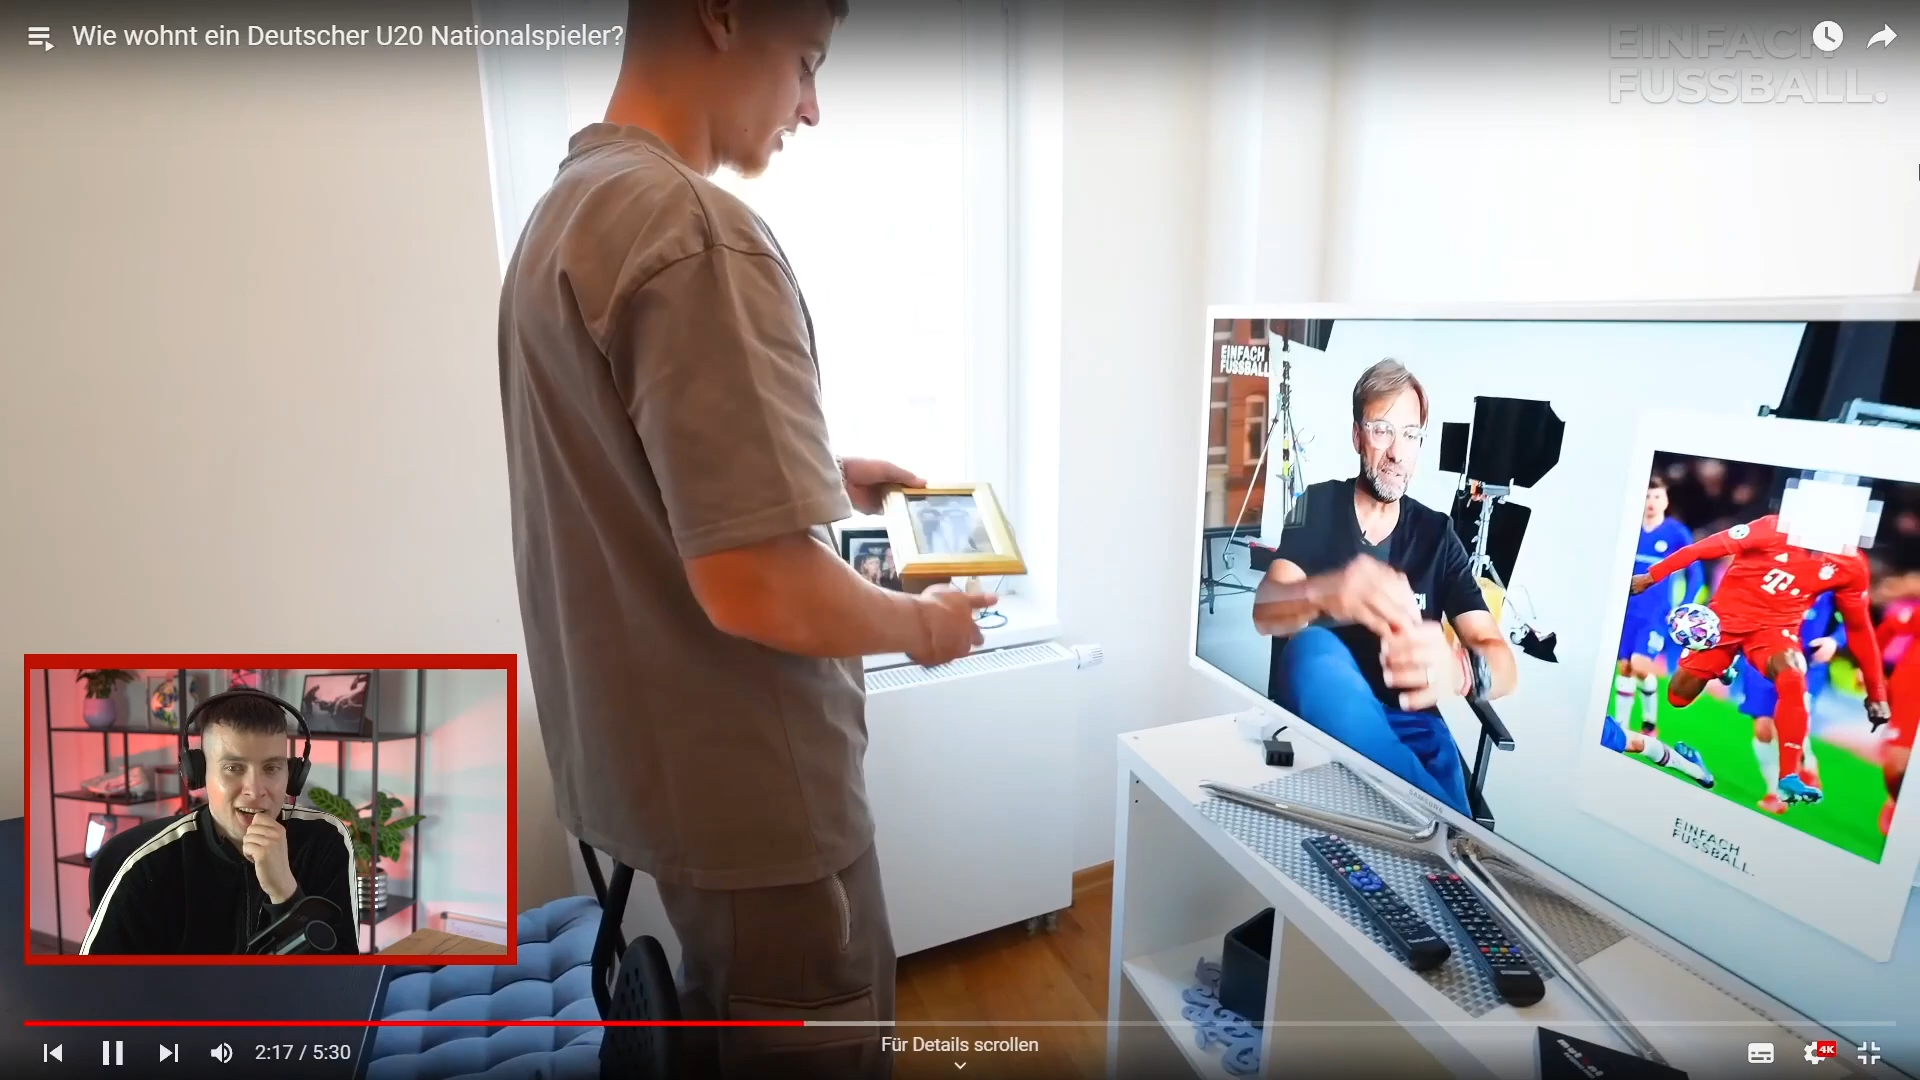 Wie wohnt ein Deutscher U20 Nationalspieler?
EINFACH
FUSSBALL.
EINFACH
FUSSBALL.
T
SAMSUNG
EINFACH
FUSSBALL.
2:17 / 5:30
Für Details scrollen
4K